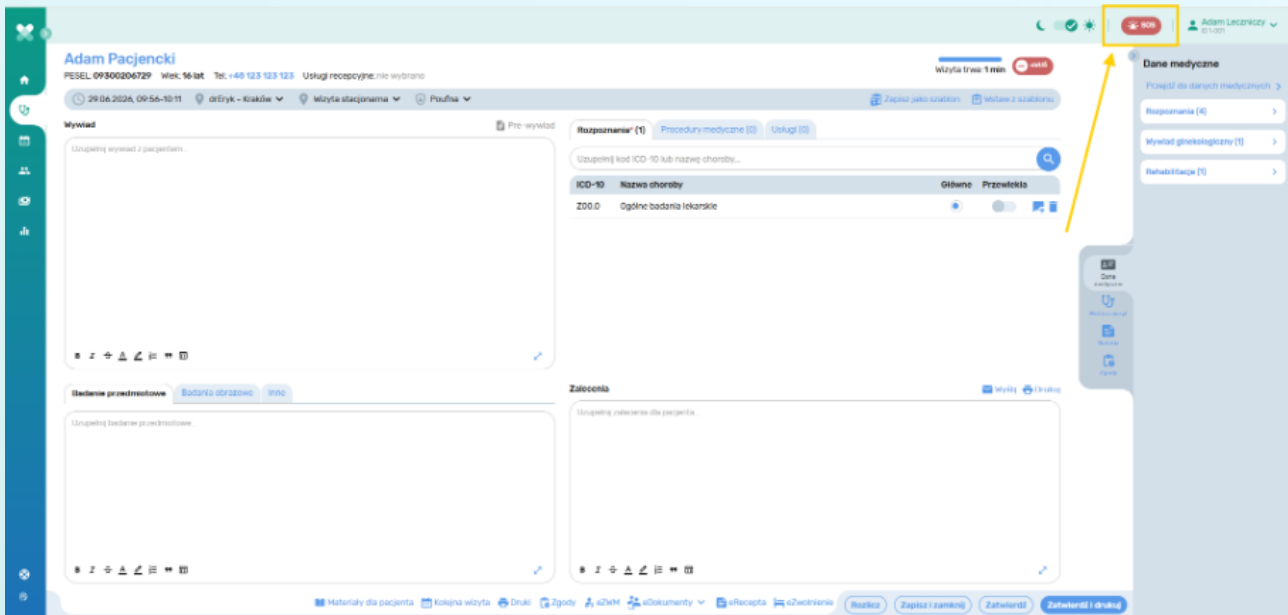 SOS
Adam Leczniczy
ID 1-001
Adam Pacjencki
PESEL: 09300206729 Wiek: 16 lat Tel: +48 123 123 123 Usługi recepcyjne: nie wybrano
Wizyta trwa: 1 min
29.06.2026, 09:56-10:11 drEryk - Kraków Wizyta stacjonarna Poufna
Zapisz jako szablon Wstaw z szablonu
Wywiad
Pre-wywiad
Uzupełnij wywiad z pacjentem...
Rozpoznania* (1) Procedury medyczne (0) Usługi (0)
Uzupełnij kod ICD-10 lub nazwę choroby...
ICD-10 Nazwa choroby Główne Przewlekła
Z00.0 Ogólne badania lekarskie
Badanie przedmiotowe Badania obrazowe Inne
Uzupełnij badanie przedmiotowe...
Zalecenia
Wyślij Drukuj
Uzupełnij zalecenia dla pacjenta...
Dane medyczne
Przejdź do danych medycznych
Rozpoznania (4)
Wywiad ginekologiczny (1)
Rehabilitacje (1)
Dane
medyczne
Zgody
Materiały dla pacjenta Kolejna wizyta Druki Zgody eZWM eDokumenty eRecepta eZwolnienie Rozlicz Zapisz i zamknij Zatwierdź Zatwierdź i drukuj